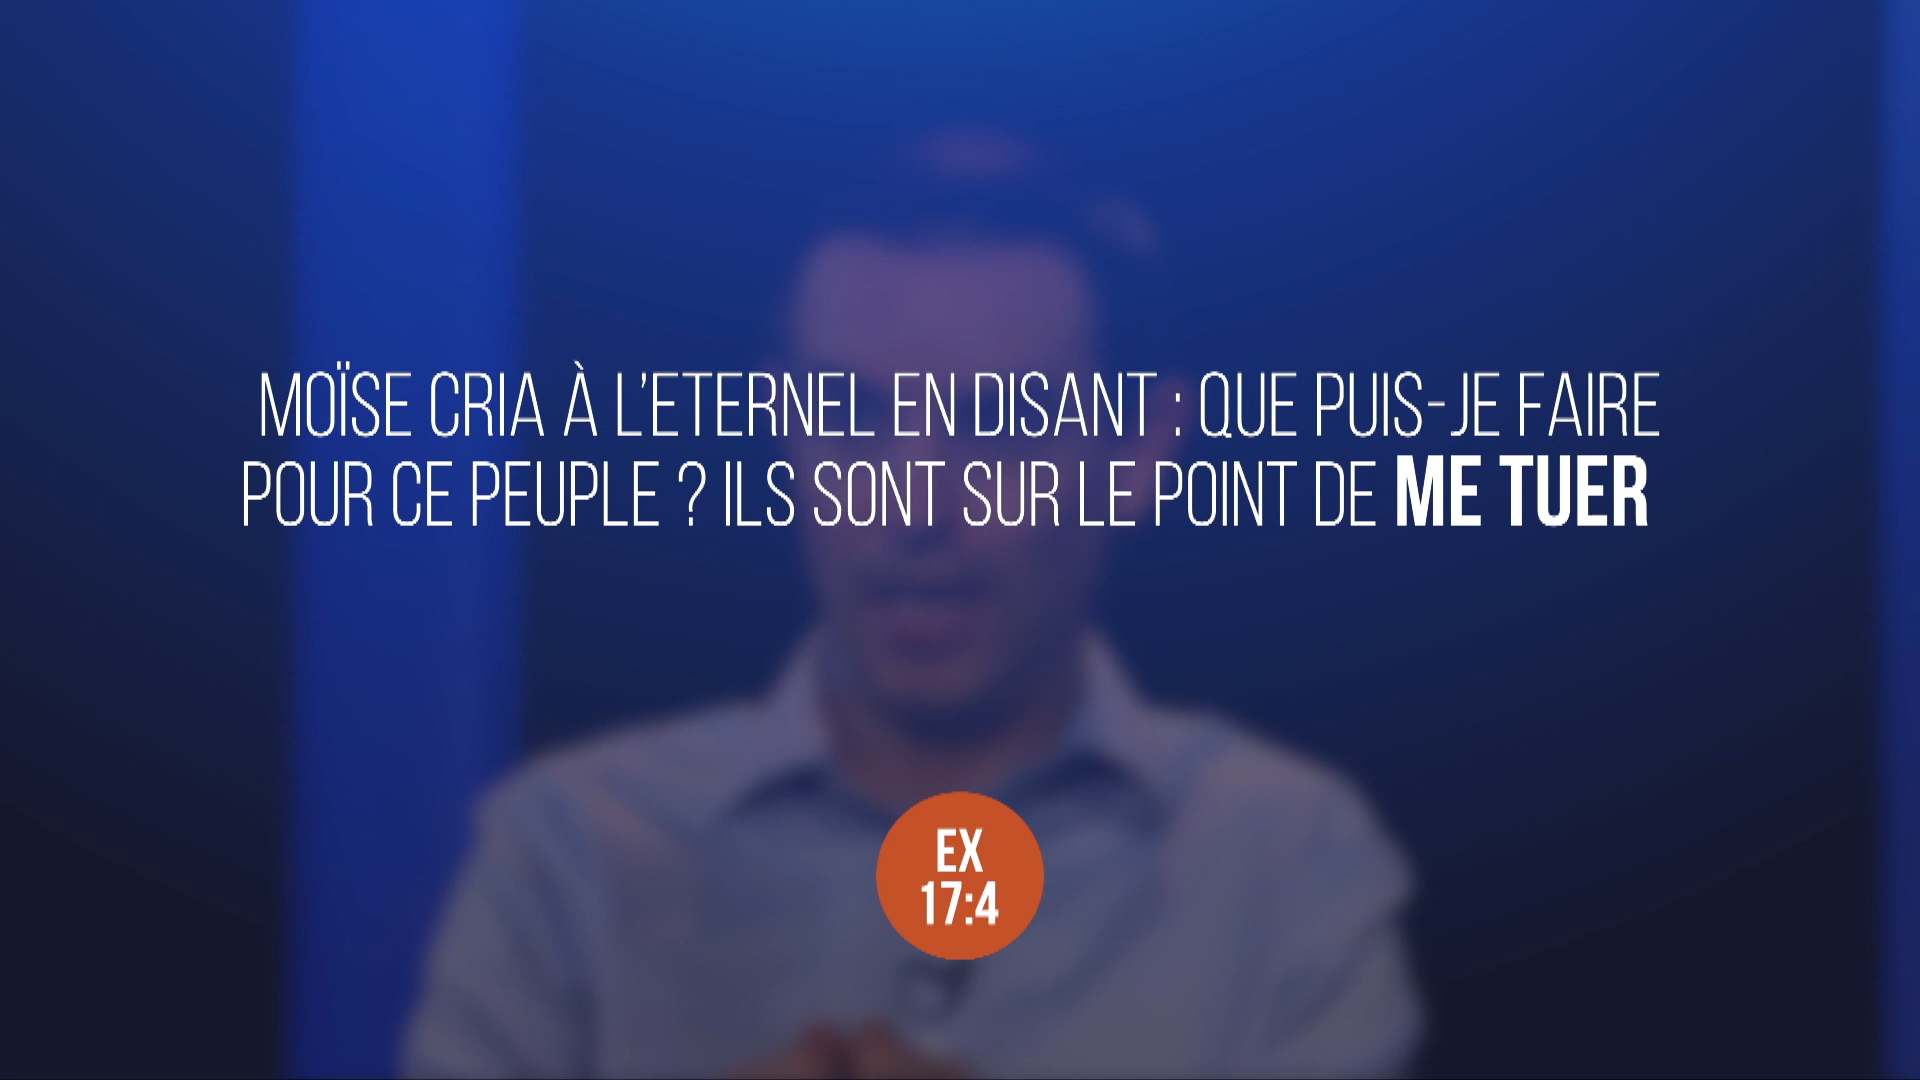 MOÏSE CRIA À L'ETERNEL EN DISANT : QUE PUIS-JE FAIRE
POUR CE PEUPLE ? ILS SONT SUR LE POINT DE ME TUER
EX
17:4